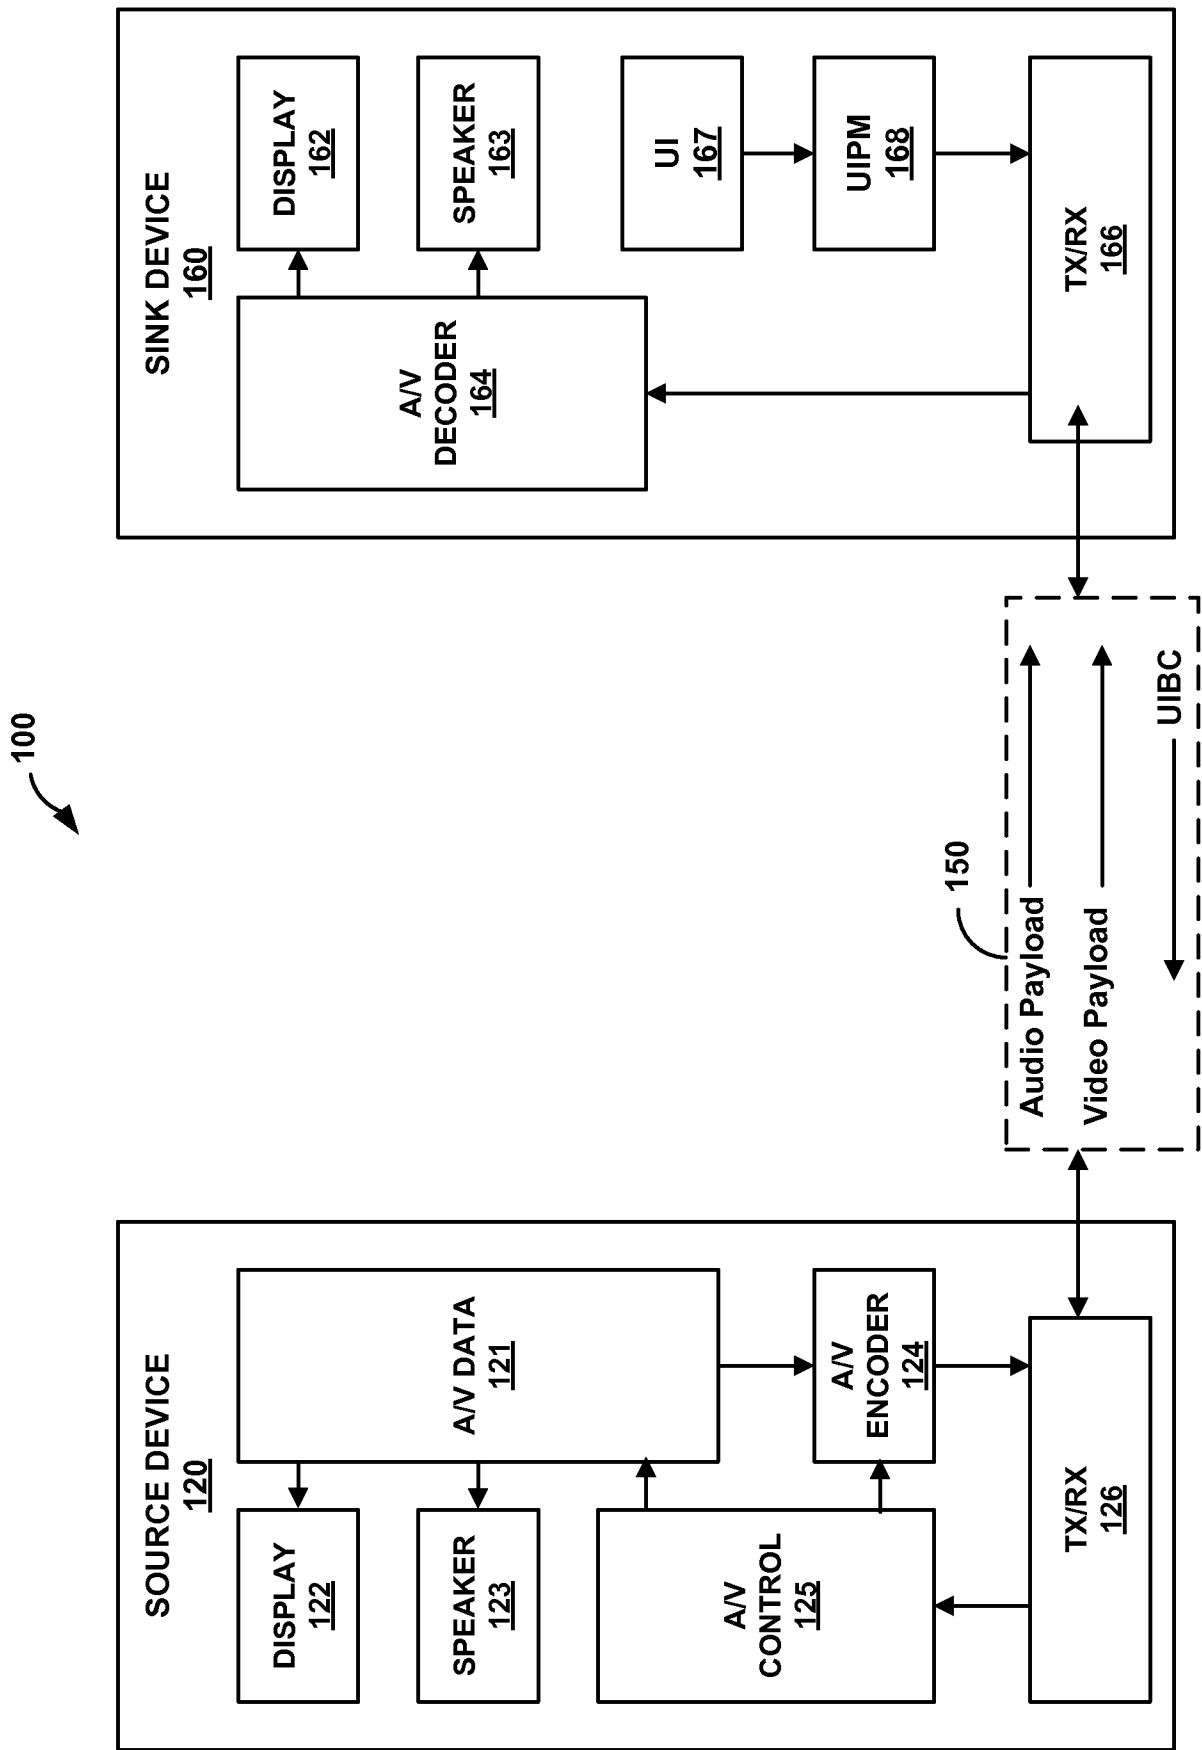 100
SOURCE DEVICE
120
DISPLAY
122
SPEAKER
123
A/V DATA
121
A/V
CONTROL
125
A/V
ENCODER
124
TX/RX
126
150
Audio Payload
Video Payload
UIBC
SINK DEVICE
160
A/V
DECODER
164
DISPLAY
162
SPEAKER
163
UI
167
UIPM
168
TX/RX
166